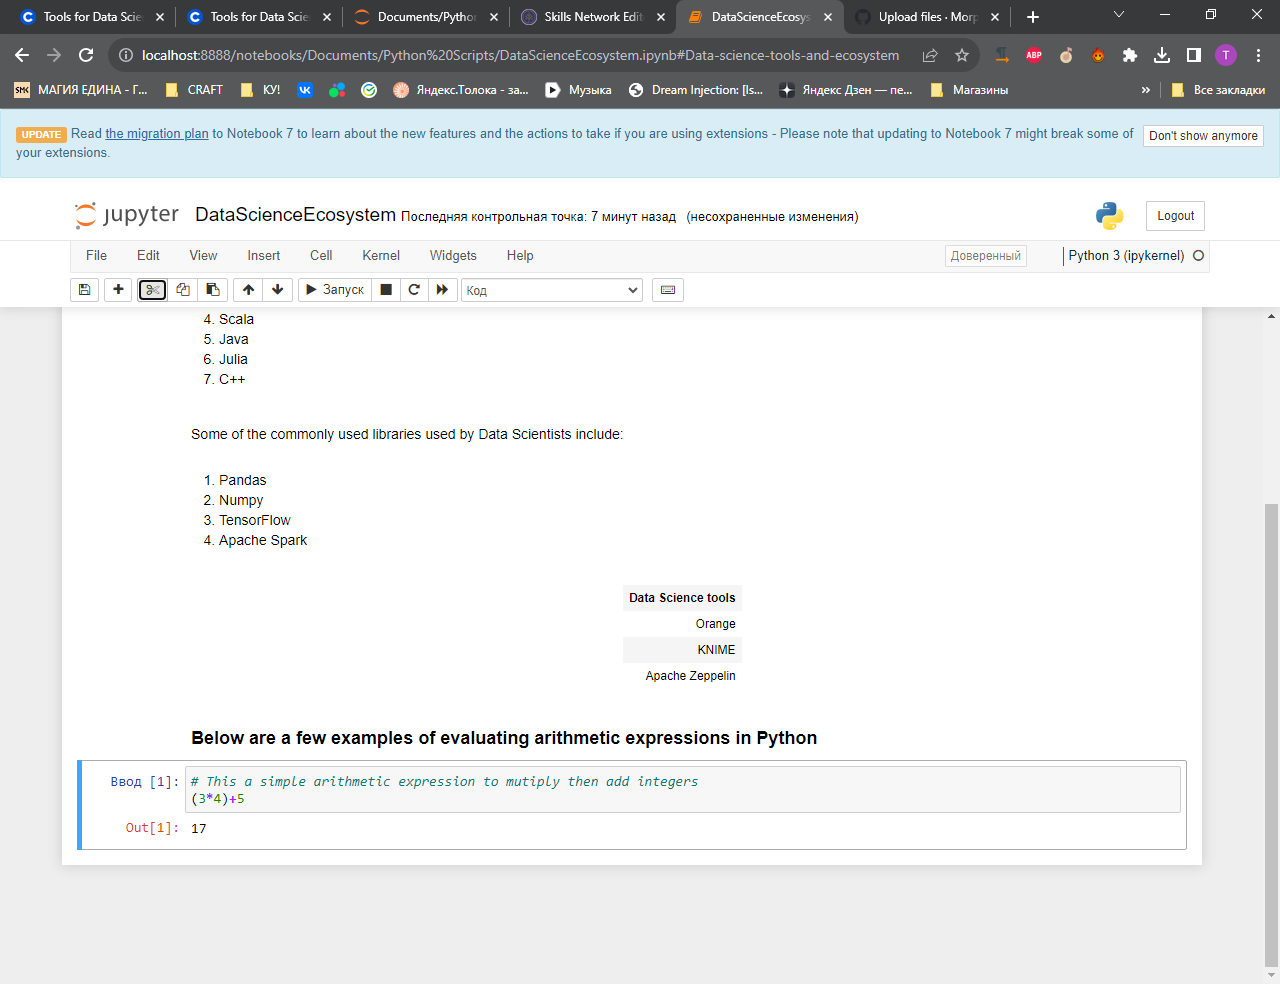 Tools for Data Scie
Tools for Data Scie
Documents/Python
Skills Network Edit
DataScienceEcosys
Upload files · Morp
localhost:8888/notebooks/Documents/Python%20Scripts/DataScienceEcosystem.ipynb#Data-science-tools-and-ecosystem
ABP
T
SMK МАГИЯ ЕДИНА - Г...
CRAFT
КУ!
Яндекс.Толока - за...
Музыка
Dream Injection: [Is...
Яндекс Дзен — пе...
Магазины
»
Все закладки
UPDATE Read the migration plan to Notebook 7 to learn about the new features and the actions to take if you are using extensions - Please note that updating to Notebook 7 might break some of
your extensions.
Don't show anymore
jupyter DataScienceEcosystem Последняя контрольная точка: 7 минут назад (несохраненные изменения)
Logout
File Edit View Insert Cell Kernel Widgets Help
Доверенный
Python 3 (ipykernel)
Запуск
Код
4. Scala
5. Java
6. Julia
7. C++
Some of the commonly used libraries used by Data Scientists include:
1. Pandas
2. Numpy
3. TensorFlow
4. Apache Spark
Data Science tools
Orange
KNIME
Apache Zeppelin
Below are a few examples of evaluating arithmetic expressions in Python
Ввод [1]: # This a simple arithmetic expression to mutiply then add integers
(3*4)+5
Out[1]: 17